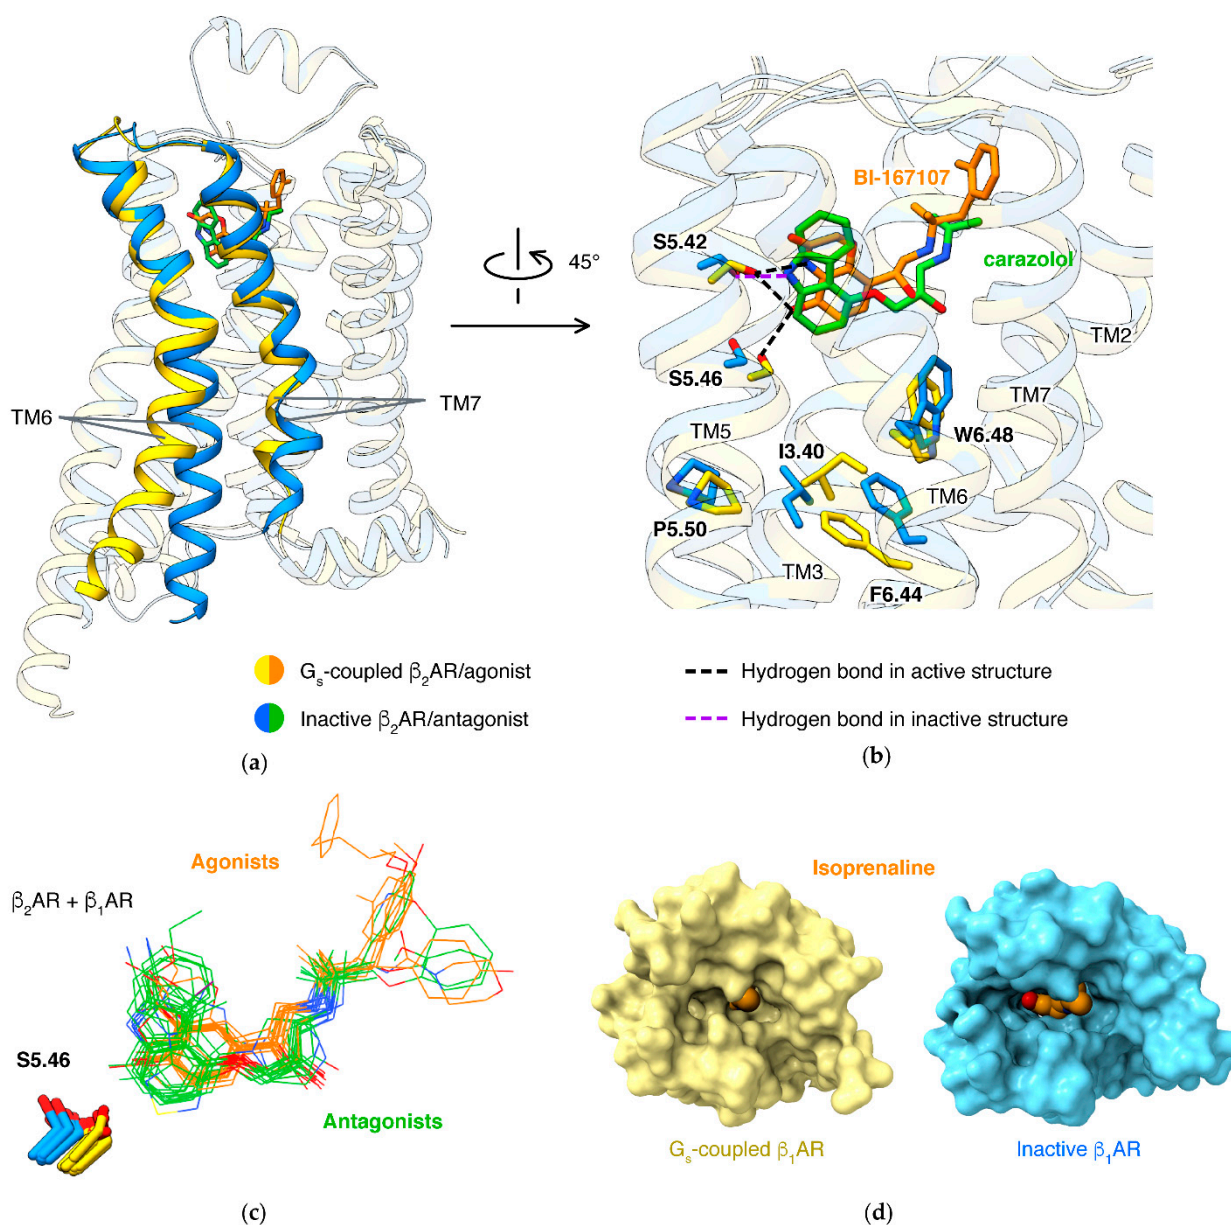 (a)
TM6
TM7
45°
(b)
BI-167107
S5.42
carazolol
TM2
S5.46
TM7
TM5
W6.48
I3.40
TM6
P5.50
TM3
F6.44
Gs-coupled β2AR/agonist
Hydrogen bond in active structure
Inactive β2AR/antagonist
Hydrogen bond in inactive structure
Agonists
β2AR + β1AR
S5.46
Antagonists
(c)
Isoprenaline
Gs-coupled β1AR
Inactive β1AR
(d)